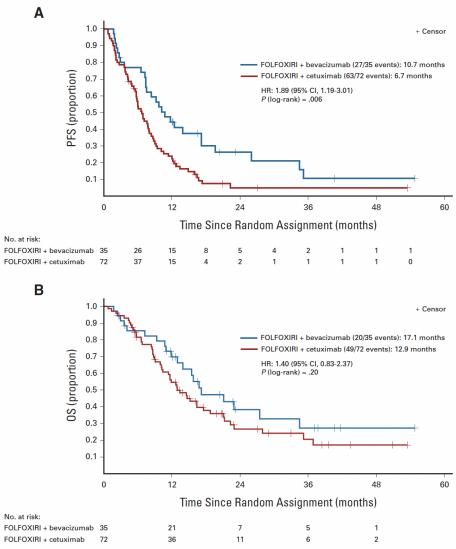 A
1.0
0.9
0.8
0.7
0.6
0.5
0.4
0.3
0.2
0.1
PFS (proportion)
+ Censor
FOLFOXIRI + bevacizumab (27/35 events): 10.7 months
FOLFOXIRI + cetuximab (63/72 events): 6.7 months
HR: 1.89 (95% CI, 1.19-3.01)
P (log-rank) = .006
0 12 24 36 48 60
Time Since Random Assignment (months)
No. at risk:
FOLFOXIRI + bevacizumab 35 26 15 8 5 4 2 1 1 1
FOLFOXIRI + cetuximab 72 37 15 4 2 1 1 1 1 0
B
1.0
0.9
0.8
0.7
0.6
0.5
0.4
0.3
0.2
0.1
OS (proportion)
+ Censor
FOLFOXIRI + bevacizumab (20/35 events): 17.1 months
FOLFOXIRI + cetuximab (49/72 events): 12.9 months
HR: 1.40 (95% CI, 0.83-2.37)
P (log-rank) = .20
0 12 24 36 48 60
Time Since Random Assignment (months)
No. at risk:
FOLFOXIRI + bevacizumab 35 21 7 5 1
FOLFOXIRI + cetuximab 72 36 11 6 2